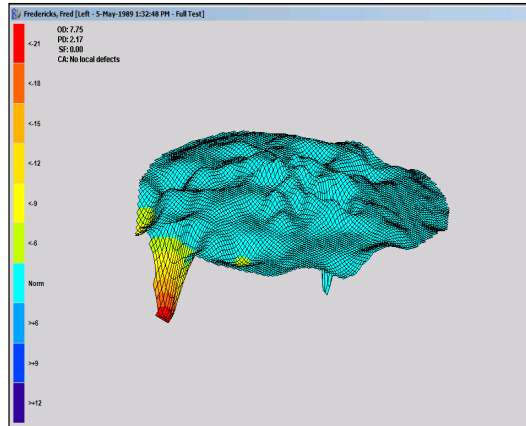 Fredericks, Fred [Left - 5-May-1989 1:32:48 PM - Full Test]
OD: 7.75
PD: 2.17
SF: 0.00
CA: No local defects
<-21
<-18
<-15
<-12
<-9
<-6
Norm
>+6
>+9
>+12